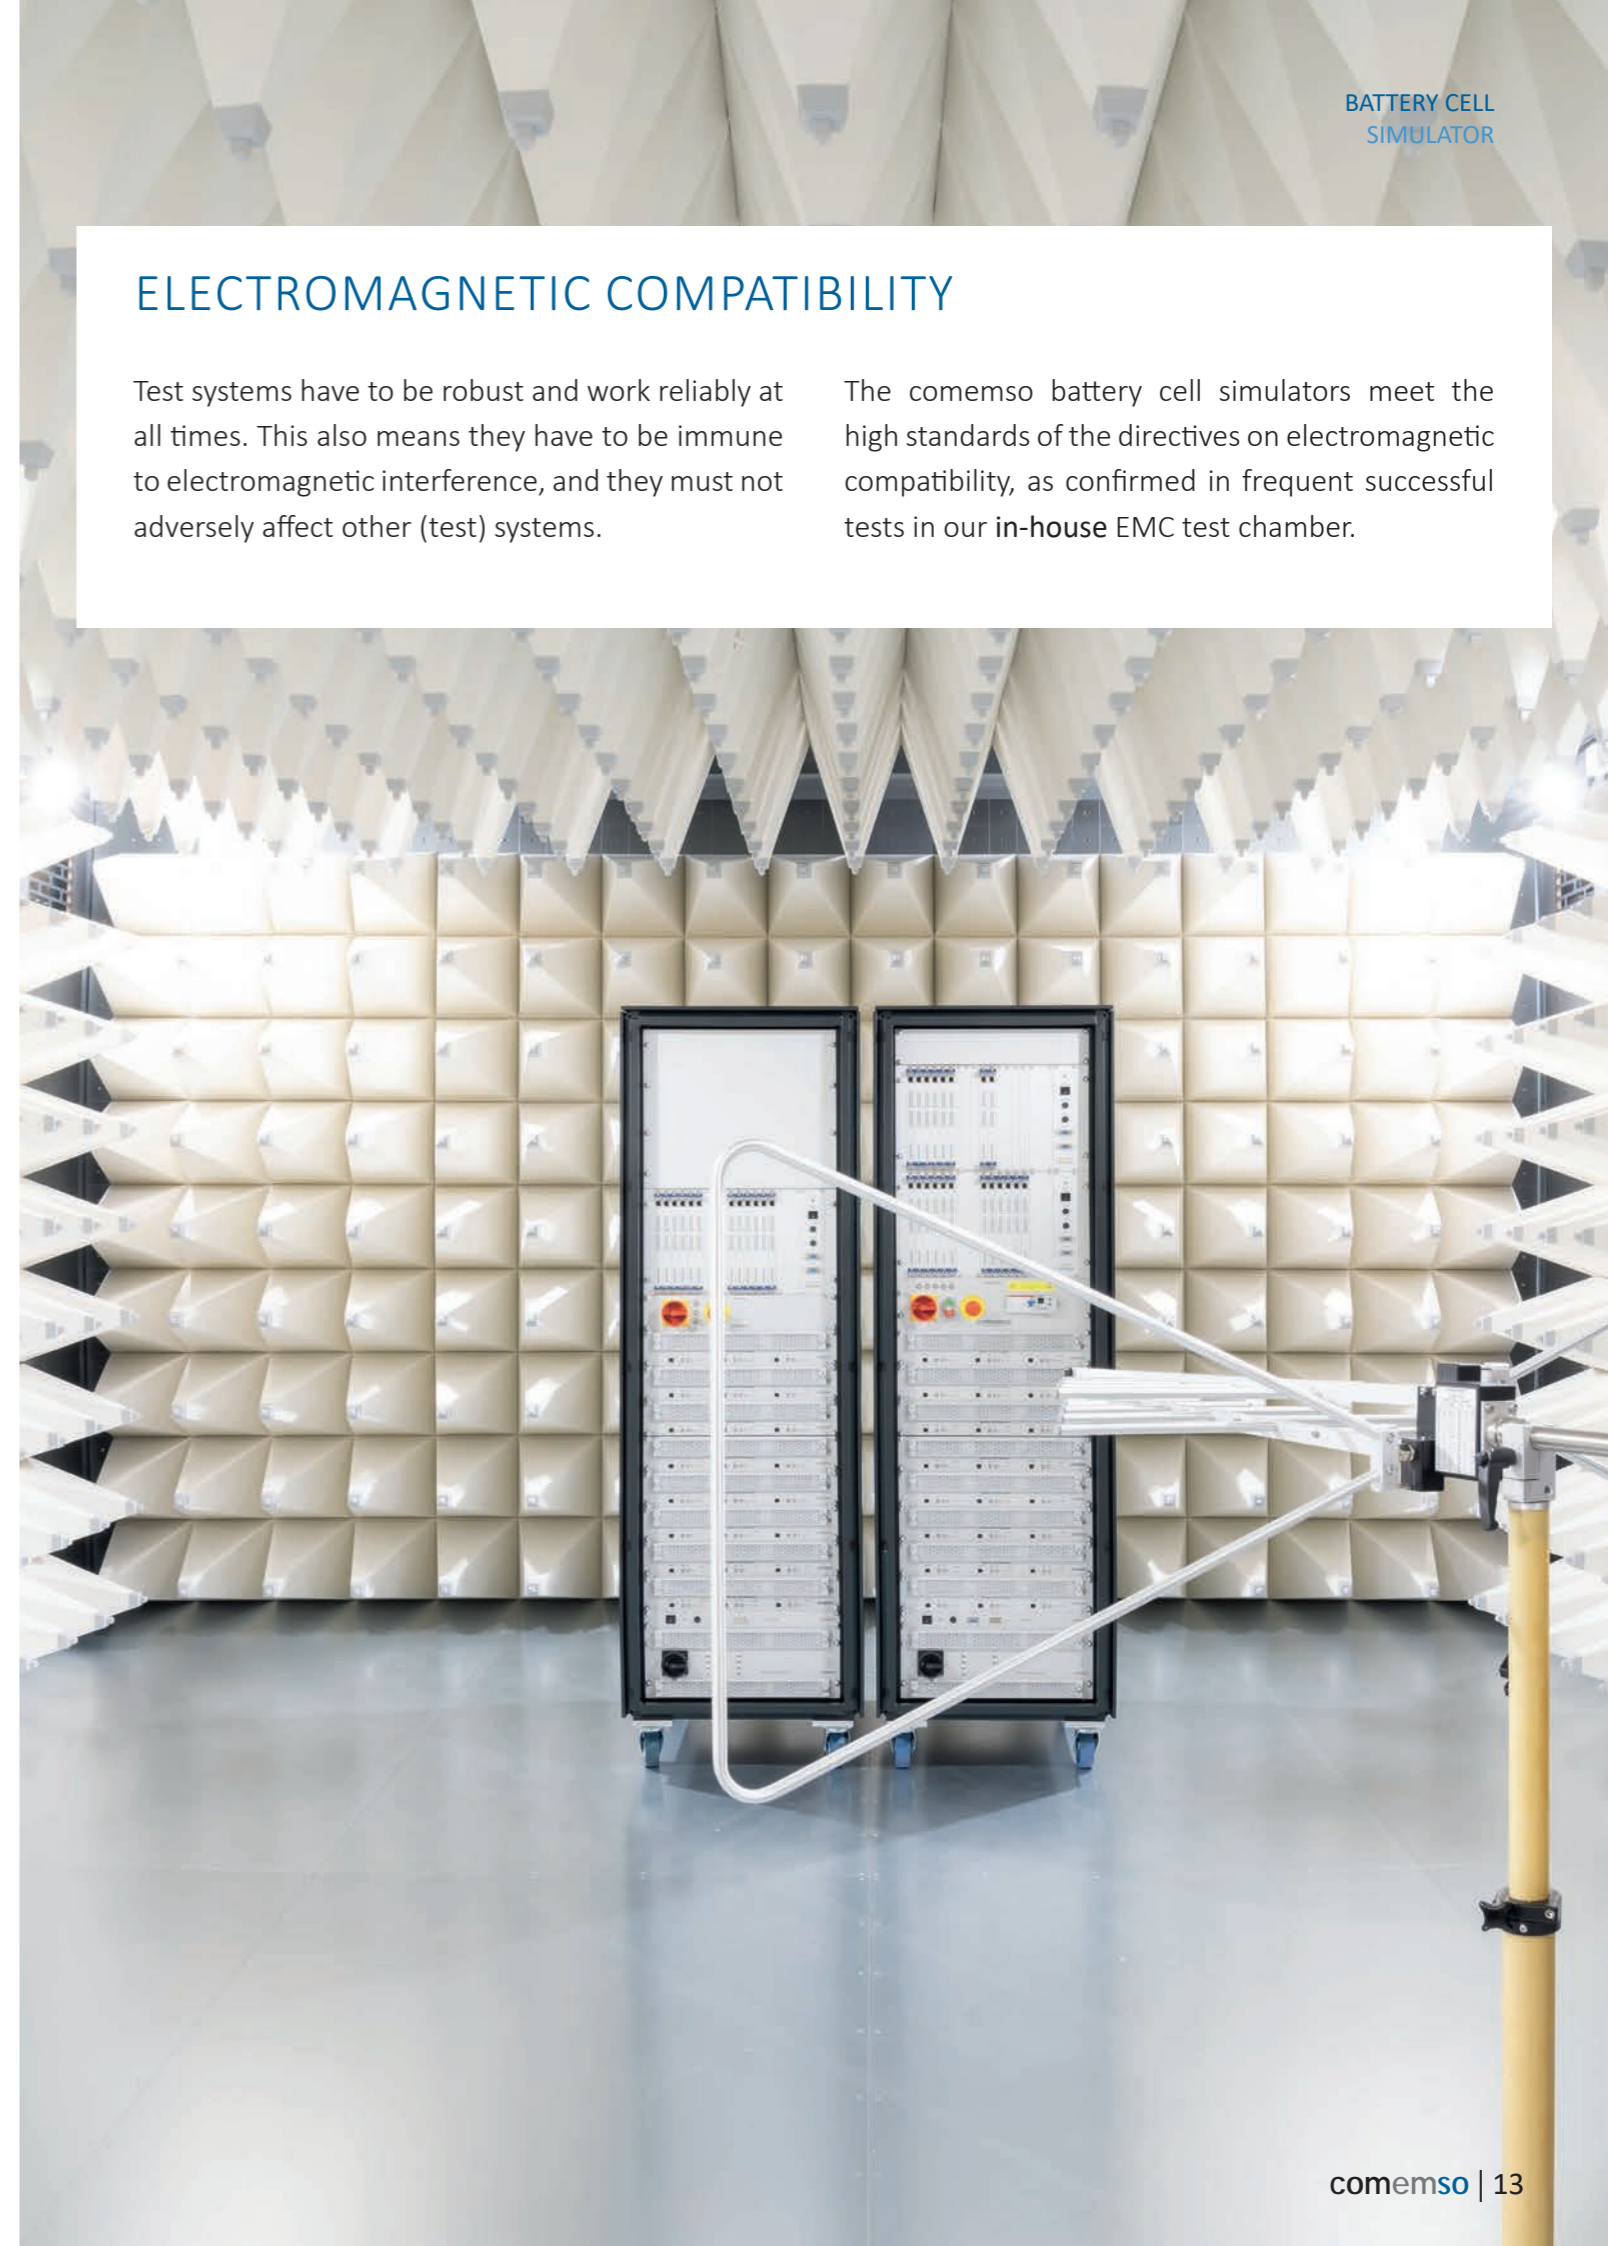 BATTERY CELL
SIMULATOR
ELECTROMAGNETIC COMPATIBILITY
Test systems have to be robust and work reliably at
all times. This also means they have to be immune
to electromagnetic interference, and they must not
adversely affect other (test) systems.
The comemso battery cell simulators meet the
high standards of the directives on electromagnetic
compatibility, as confirmed in frequent successful
tests in our in-house EMC test chamber.
comemso | 13